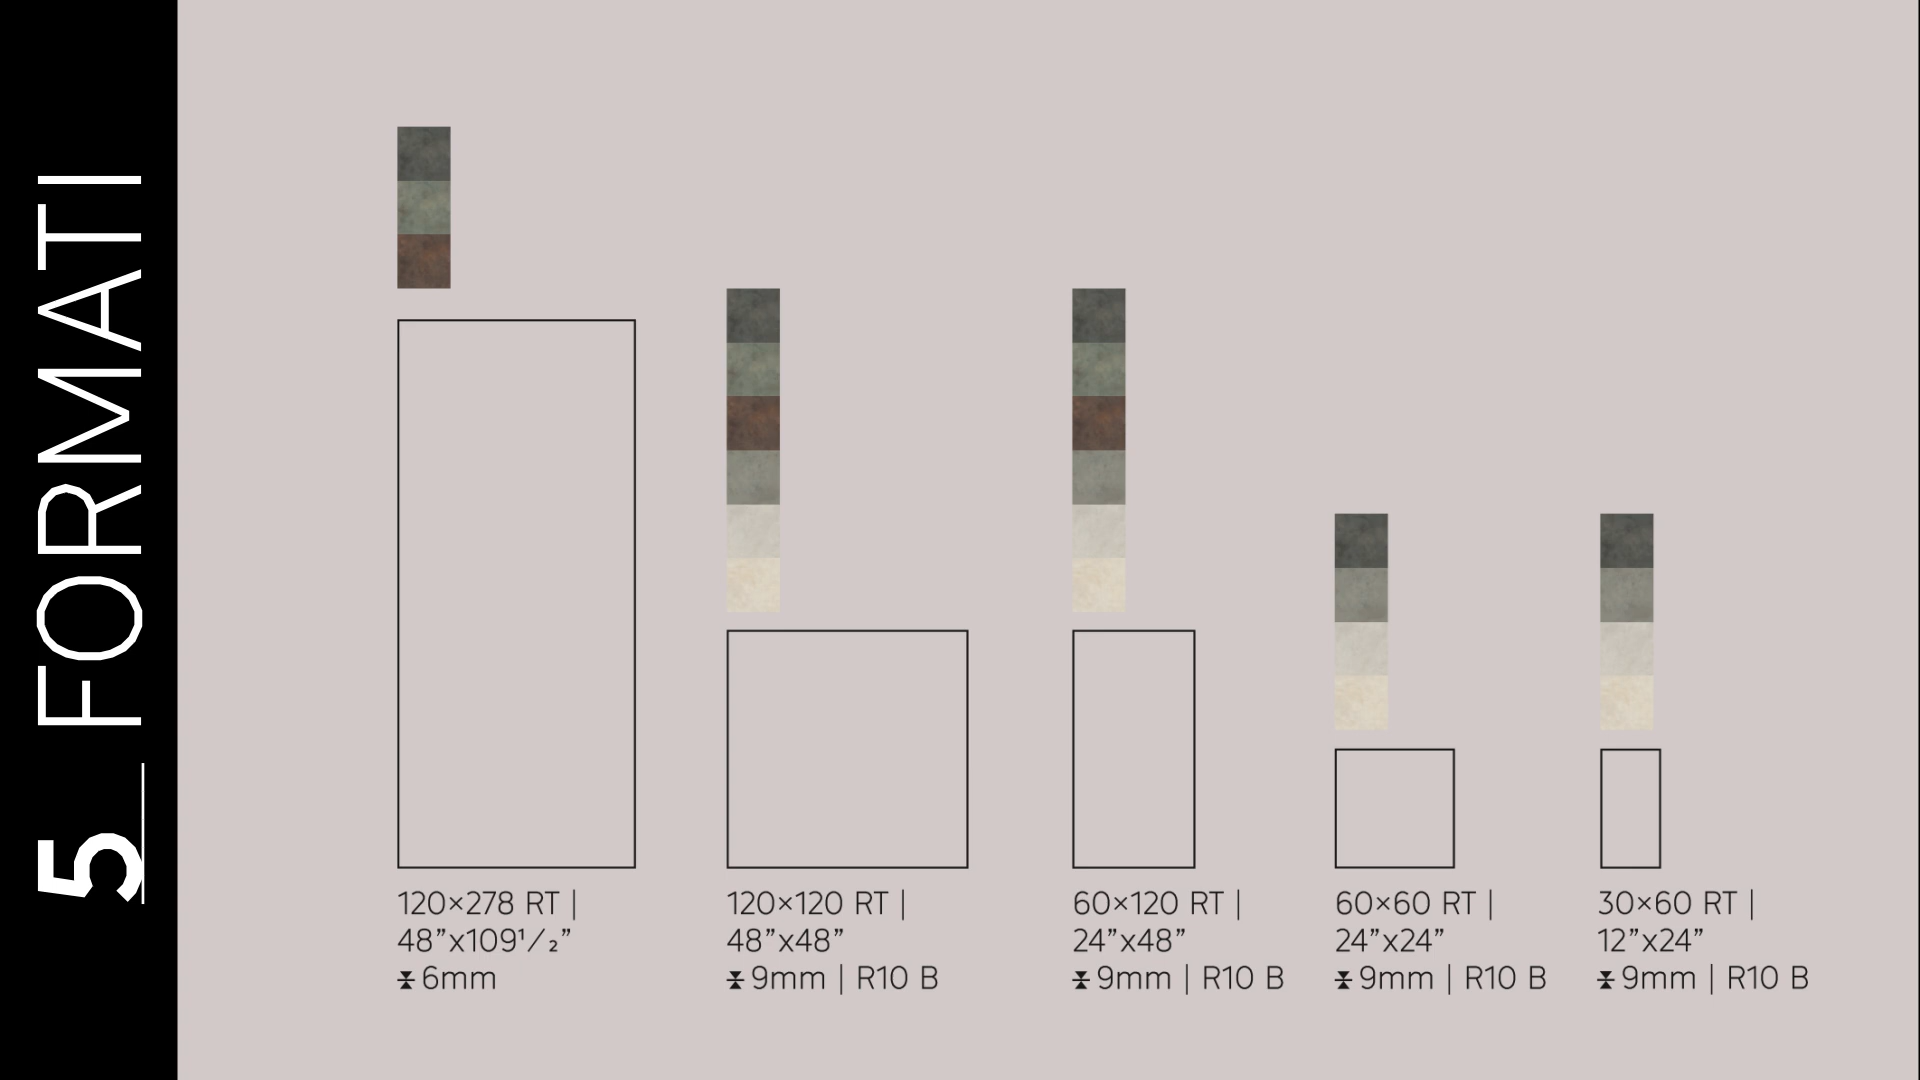 5_ FORMATI
120×278 RT |
48”x109¹/₂”
6mm
120×120 RT |
48”x48”
9mm | R10 B
60×120 RT |
24”x48”
9mm | R10 B
60×60 RT |
24”x24”
9mm | R10 B
30×60 RT |
12”x24”
9mm | R10 B